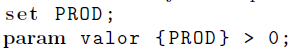 set PROD;
param valor {PROD} > 0;